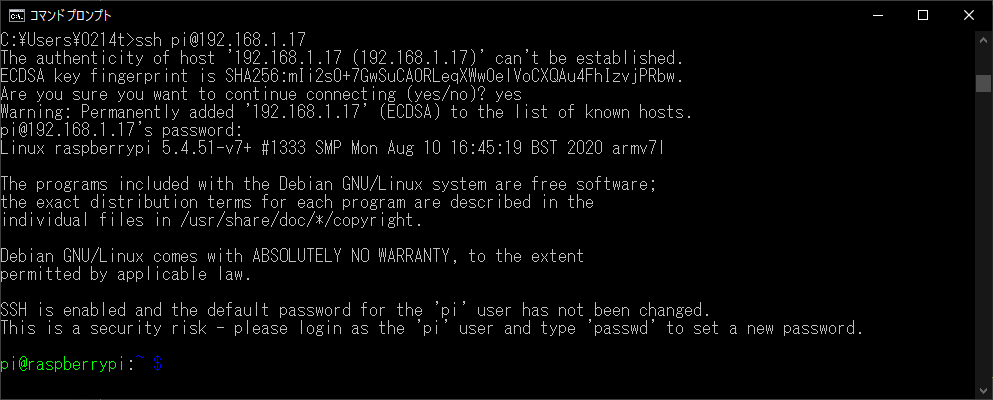 コマンドプロンプト
C:¥Users¥0214t>ssh pi@192.168.1.17
The authenticity of host '192.168.1.17 (192.168.1.17)' can't be established.
ECDSA key fingerprint is SHA256:mIi2sO+7GwSuCAORLeqXWwOelVoCXQAu4FhIzvjPRbw.
Are you sure you want to continue connecting (yes/no)? yes
Warning: Permanently added '192.168.1.17' (ECDSA) to the list of known hosts.
pi@192.168.1.17's password:
Linux raspberrypi 5.4.51-v7+ #1333 SMP Mon Aug 10 16:45:19 BST 2020 armv7l
The programs included with the Debian GNU/Linux system are free software;
the exact distribution terms for each program are described in the
individual files in /usr/share/doc/*/copyright.
Debian GNU/Linux comes with ABSOLUTELY NO WARRANTY, to the extent
permitted by applicable law.
SSH is enabled and the default password for the 'pi' user has not been changed.
This is a security risk - please login as the 'pi' user and type 'passwd' to set a new password.
pi@raspberrypi:~ $